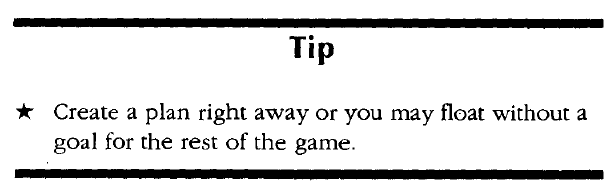 Tip
★ Create a plan right away or you may float without a
goal for the rest of the game.